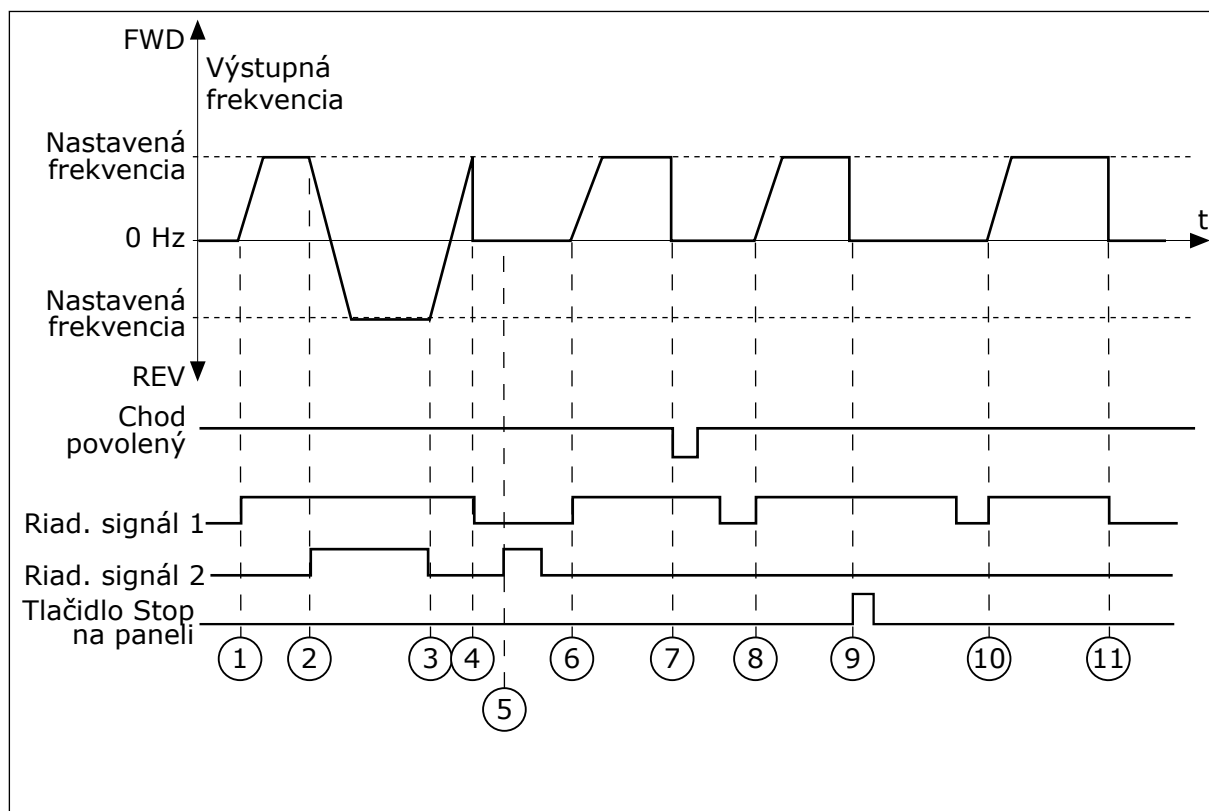 FWD
Výstupná
frekvencia
Nastavená
frekvencia
0 Hz
t
Nastavená
frekvencia
REV
Chod
povolený
Riad. signál 1
Riad. signál 2
Tlačidlo Stop
na paneli
1 2 3 4 6 7 8 9 10 11
5